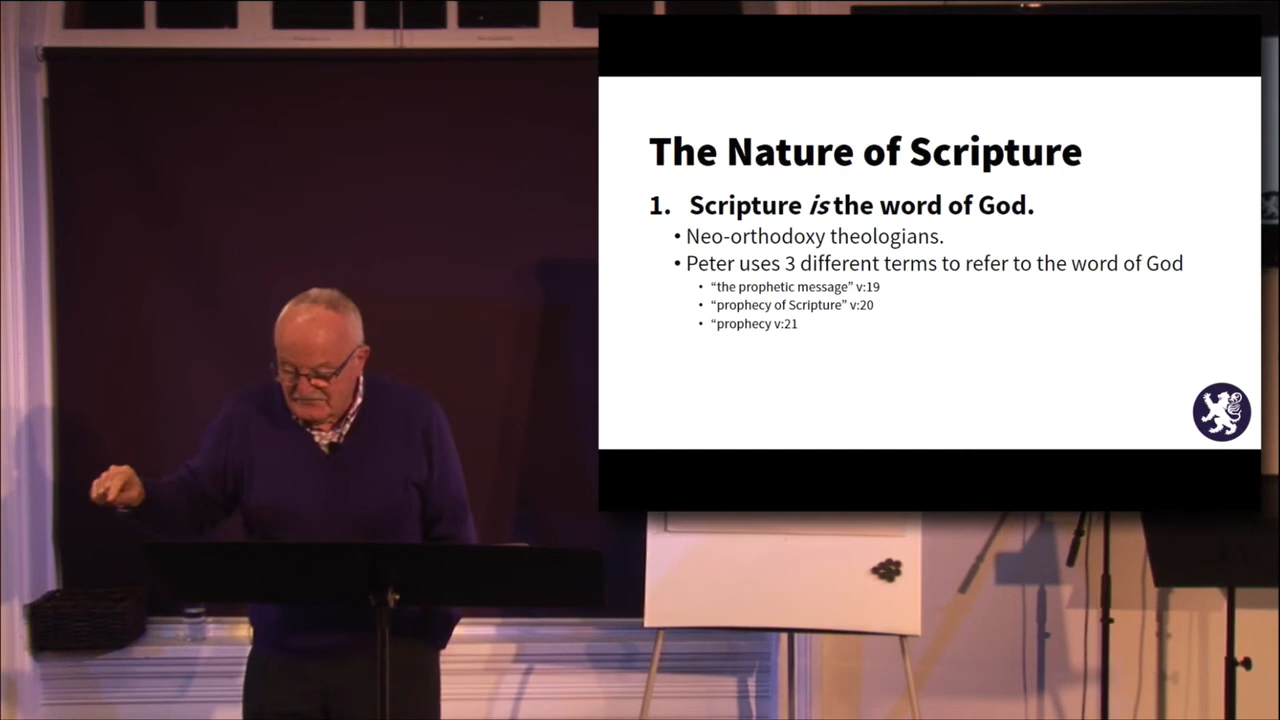 The Nature of Scripture
1. Scripture is the word of God.
• Neo-orthodoxy theologians.
• Peter uses 3 different terms to refer to the word of God
• “the prophetic message” v:19
• “prophecy of Scripture” v:20
• “prophecy v:21